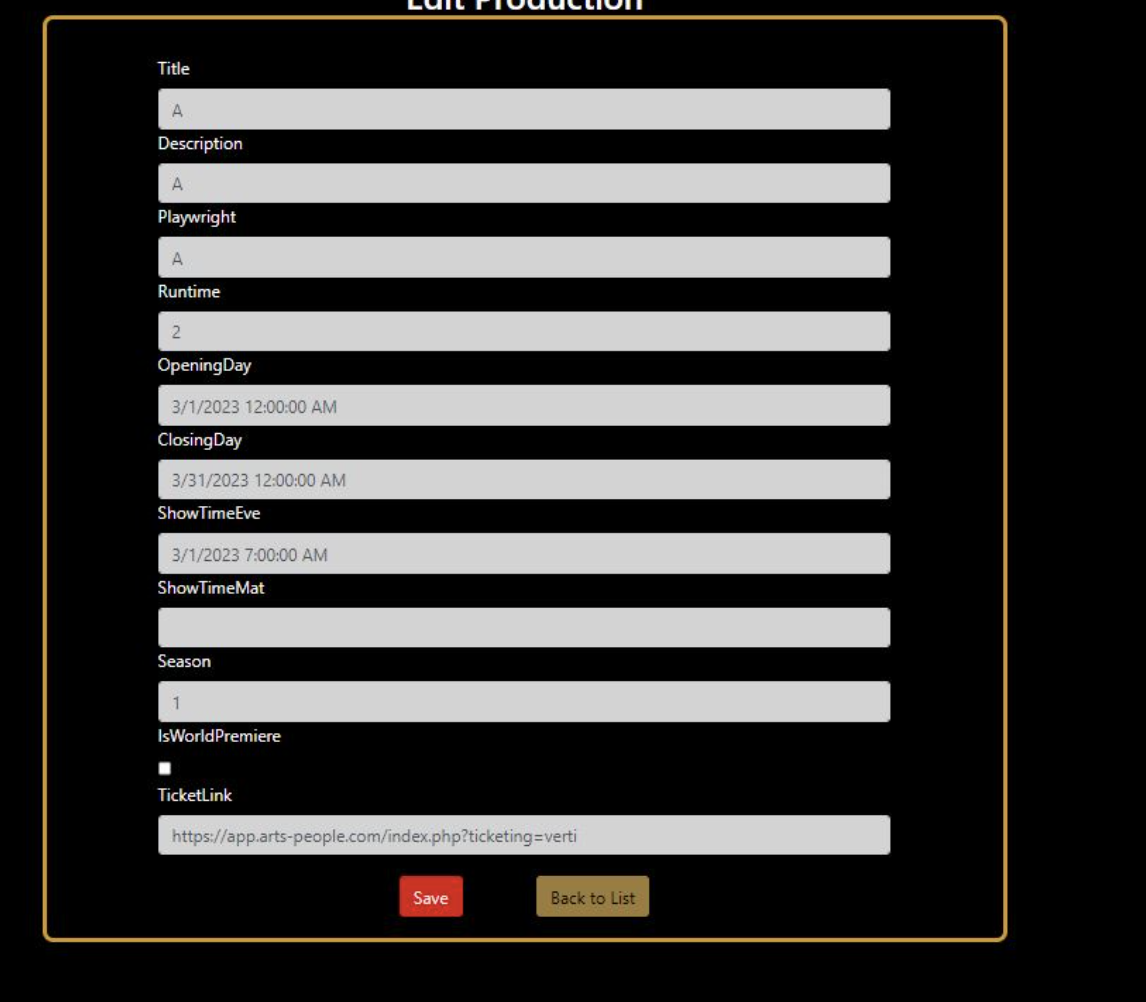 Edit Production
Title
A
Description
A
Playwright
A
Runtime
2
OpeningDay
3/1/2023 12:00:00 AM
ClosingDay
3/31/2023 12:00:00 AM
ShowTimeEve
3/1/2023 7:00:00 AM
ShowTimeMat
Season
1
IsWorldPremiere
TicketLink
https://app.arts-people.com/index.php?ticketing=verti
Save Back to List